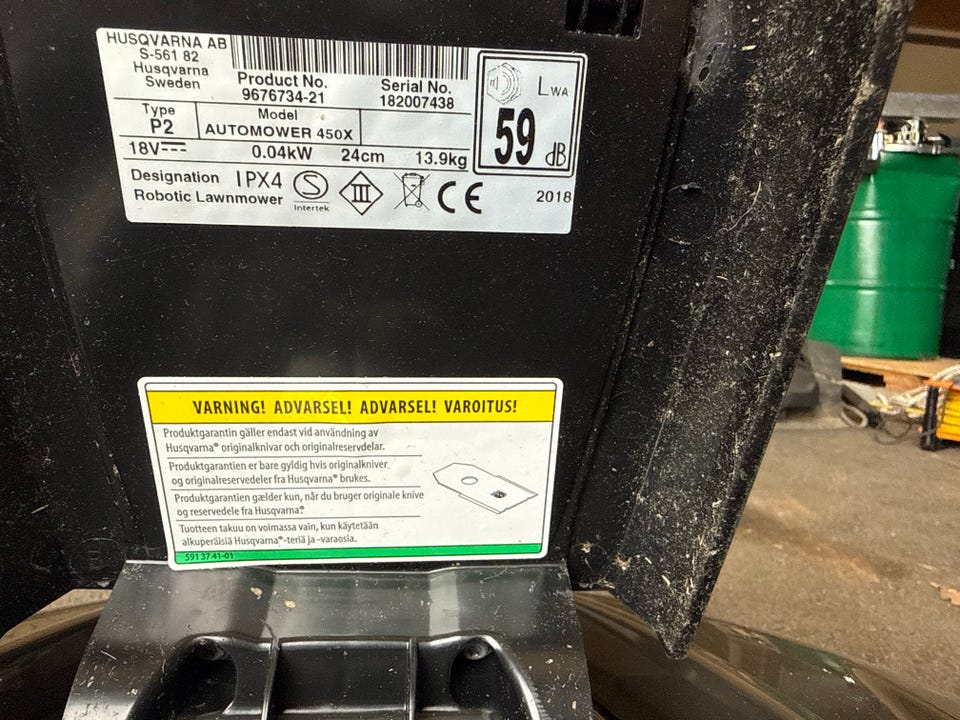 HUSQVARNA AB
S-561 82
Husqvarna
Sweden
Product No.
9676734-21
Serial No.
182007438
Type
P2
Model
AUTOMOWER 450X
18V 0.04kW 24cm 13.9kg
Designation IPX4
Robotic Lawnmower
Intertek
III
CE
2018
LWA
59 dB
VARNING! ADVARSEL! ADVARSEL! VAROITUS!
Produktgarantin gäller endast vid användning av
Husqvarna® originalknivar och originalreservdelar.
Produktgarantien er bare gyldig hvis originalkniver
og originalreservedeler fra Husqvarna® brukes.
Produktgarantien gælder kun, når du bruger originale knive
og reservedele fra Husqvarna®.
Tuotteen takuu on voimassa vain, kun käytetään
alkuperäisiä Husqvarna®-teriä ja -varaosia.
591 37 41-01